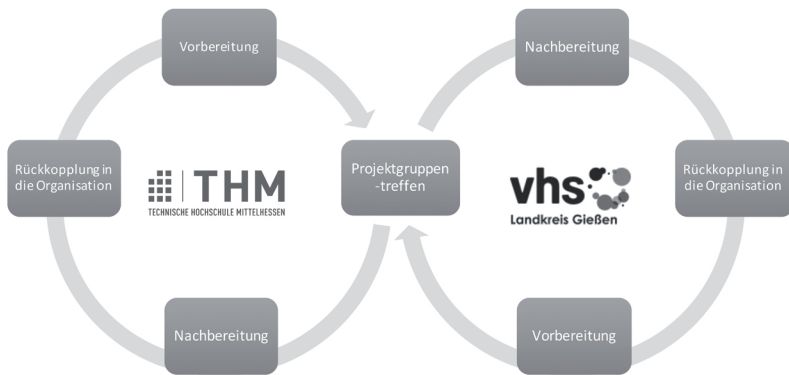 Vorbereitung
Nachbereitung
Rückkopplung in
die Organisation
THM
TECHNISCHE HOCHSCHULE MITTELHESSEN
Projektgruppen
-treffen
vhs
Landkreis Gießen
Rückkopplung in
die Organisation
Nachbereitung
Vorbereitung